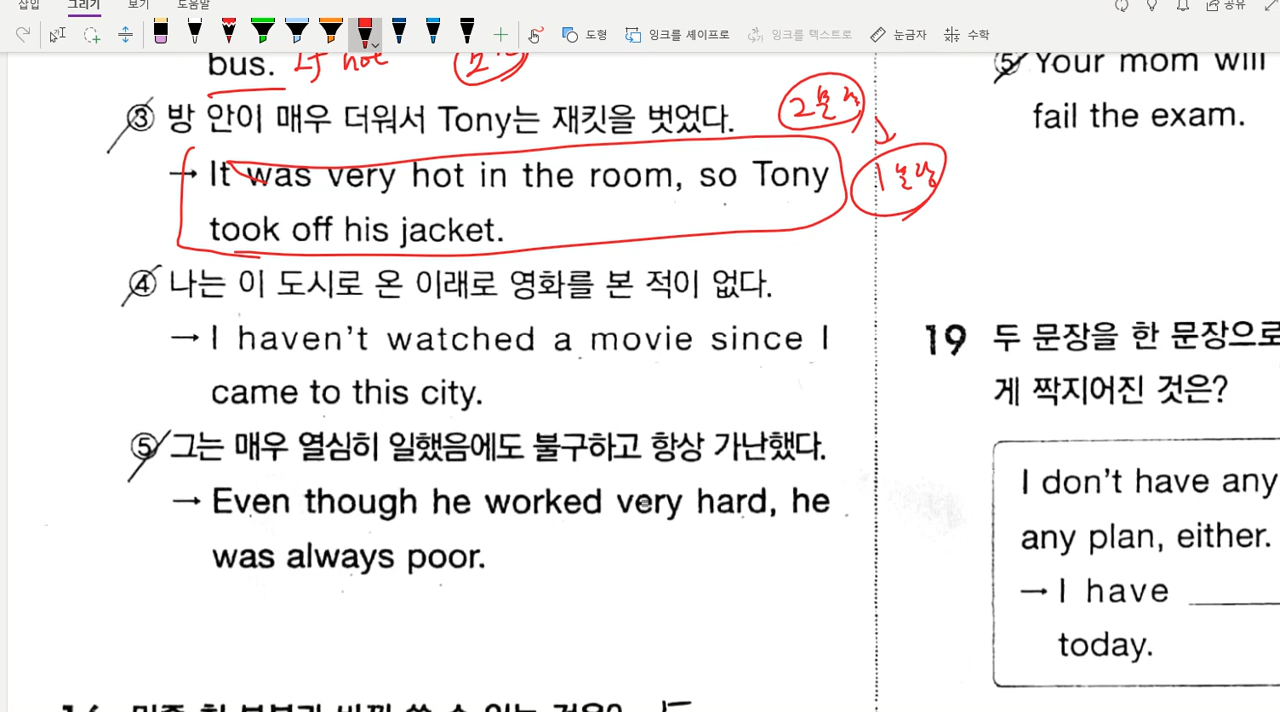 삽입 그리기 보기 도움말
공유
도형 잉크를 셰이프로 잉크를 텍스트로 눈금자 수학
bus. If not
③ 방 안이 매우 더워서 Tony는 재킷을 벗었다.
→ It was very hot in the room, so Tony
took off his jacket.
④ 나는 이 도시로 온 이래로 영화를 본 적이 없다.
→ I haven't watched a movie since I
came to this city.
⑤ 그는 매우 열심히 일했음에도 불구하고 항상 가난했다.
→ Even though he worked very hard, he
was always poor.
⑤ Your mom will
fail the exam.
19 두 문장을 한 문장으로
게 짝지어진 것은?
I don't have any
any plan, either.
→ I have ______
today.